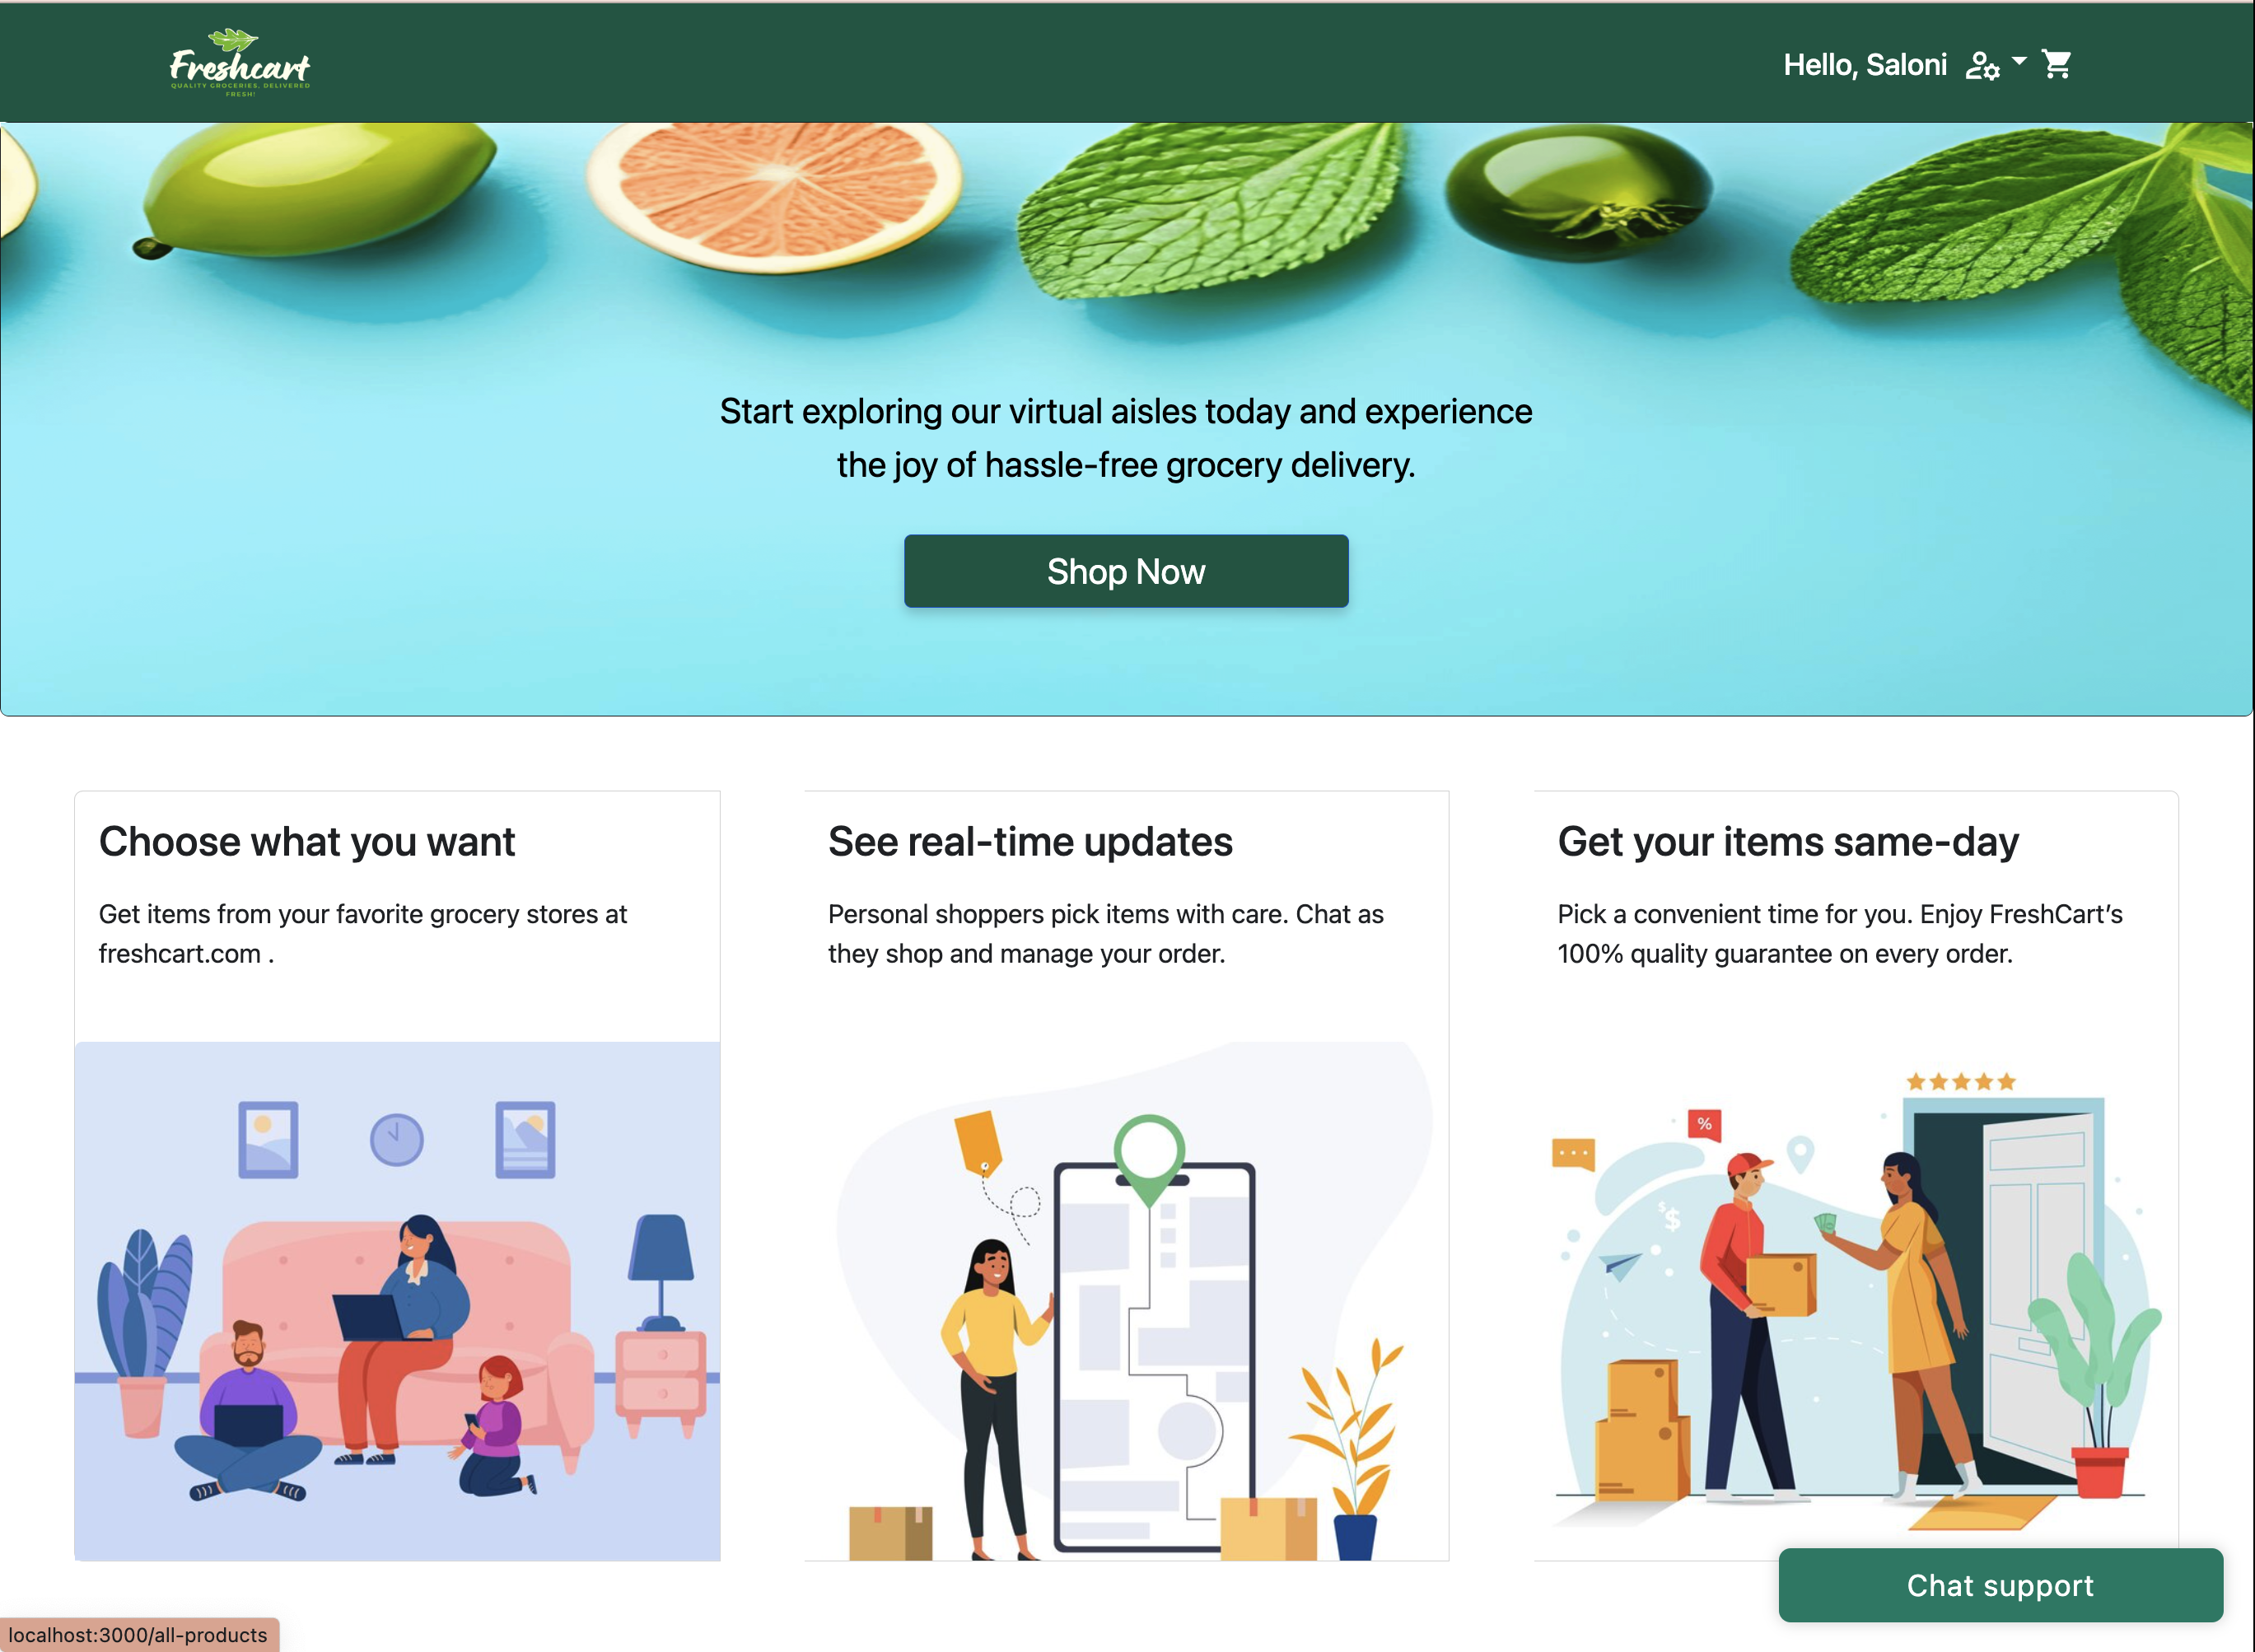 Freshcart
QUALITY GROCERIES. DELIVERED
FRESH!
Hello, Saloni
Start exploring our virtual aisles today and experience
the joy of hassle-free grocery delivery.
Shop Now
Choose what you want
Get items from your favorite grocery stores at
freshcart.com .
See real-time updates
Personal shoppers pick items with care. Chat as
they shop and manage your order.
Get your items same-day
Pick a convenient time for you. Enjoy FreshCart’s
100% quality guarantee on every order.
%
$
$
Chat support
localhost:3000/all-products